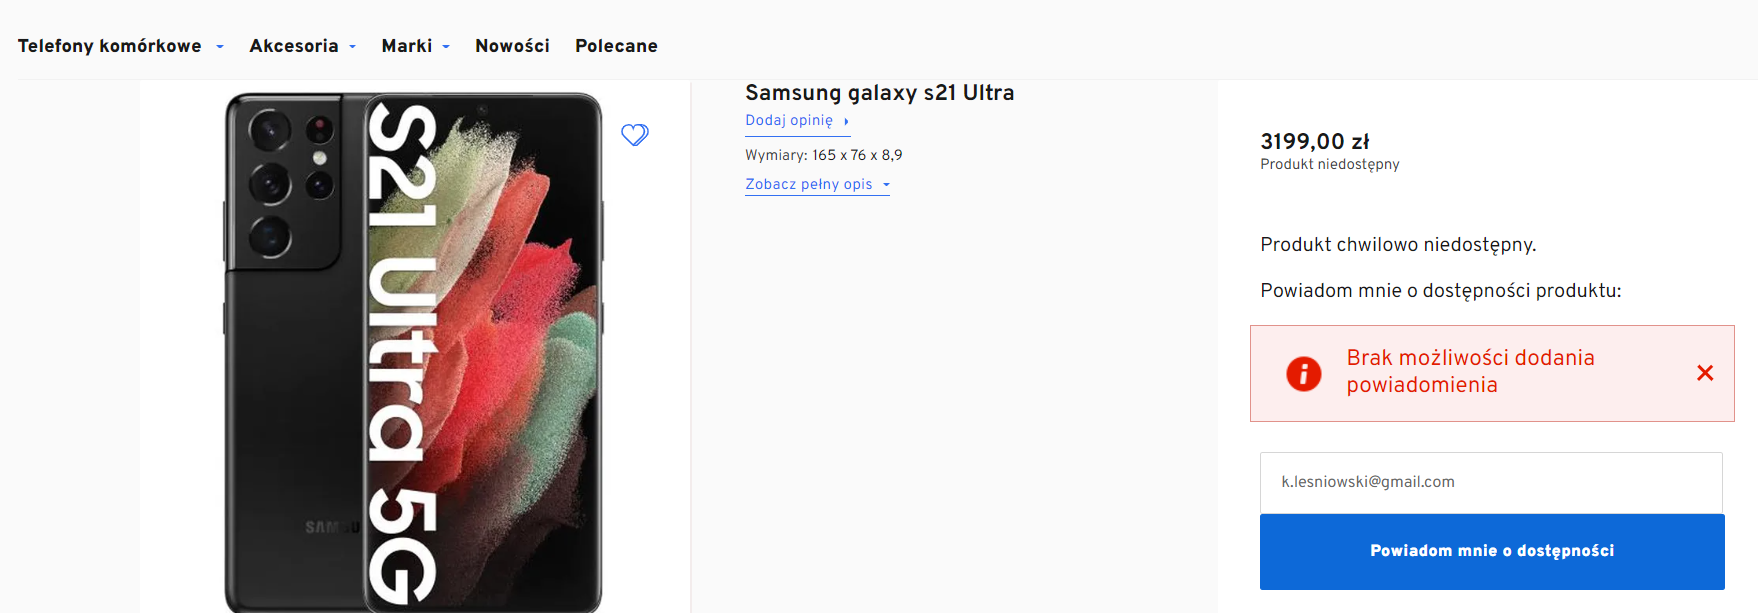 Telefony komórkowe
Akcesoria
Marki
Nowości
Polecane
S21 Ultra 5G
Samsung galaxy s21 Ultra
Dodaj opinię
Wymiary: 165 x 76 x 8,9
Zobacz pełny opis
3199,00 zł
Produkt niedostępny
Produkt chwilowo niedostępny.
Powiadom mnie o dostępności produktu:
Brak możliwości dodania
powiadomienia
k.lesniowski@gmail.com
Powiadom mnie o dostępności